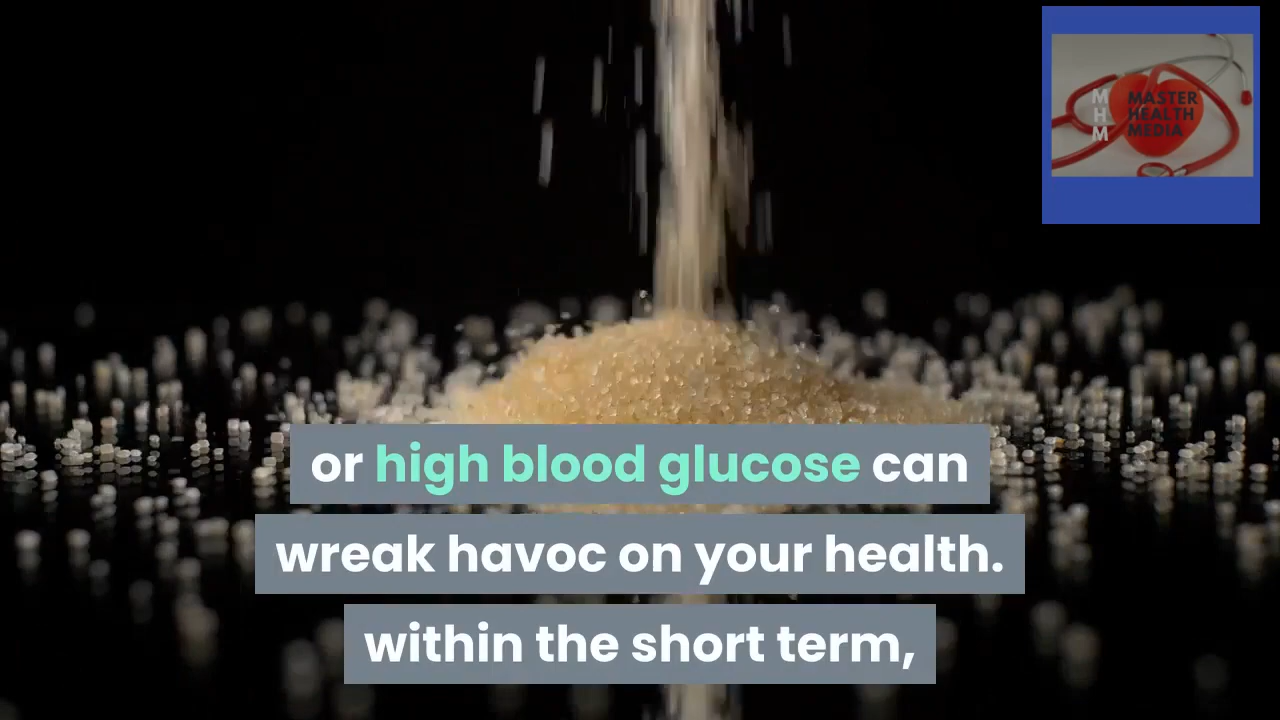 M
H
M
MASTER
HEALTH
MEDIA
or high blood glucose can
wreak havoc on your health.
within the short term,